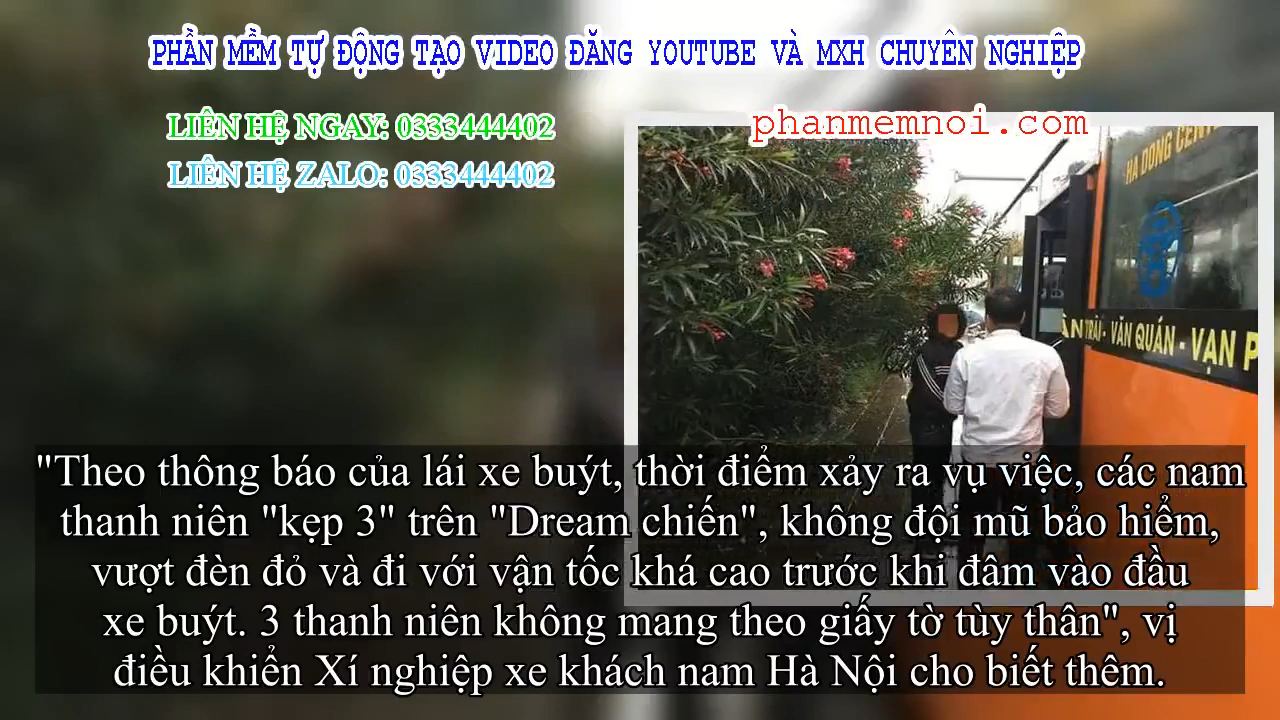 PHẦN MỀM TỰ ĐỘNG TẠO VIDEO ĐĂNG YOUTUBE VÀ MXH CHUYÊN NGHIỆP
LIÊN HỆ NGAY: 0333444402
phanmemnoi.com
LIÊN HỆ ZALO: 0333444402
HA DONG CENT
TRÀI - VĂN QUÁN - VẠN P
"Theo thông báo của lái xe buýt, thời điểm xảy ra vụ việc, các nam
thanh niên "kẹp 3" trên "Dream chiến", không đội mũ bảo hiểm,
vượt đèn đỏ và đi với vận tốc khá cao trước khi đâm vào đầu
xe buýt. 3 thanh niên không mang theo giấy tờ tùy thân", vị
điều khiển Xí nghiệp xe khách nam Hà Nội cho biết thêm.